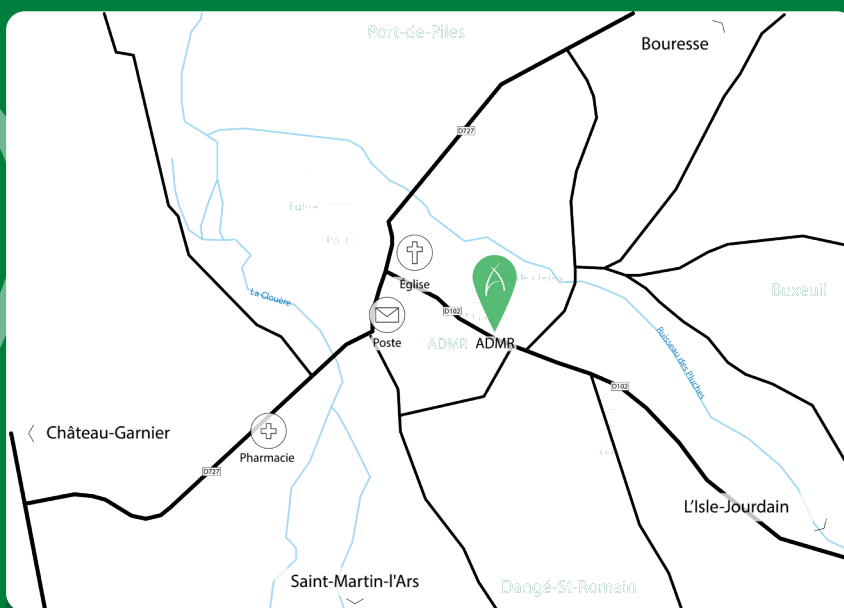 Port-de-Piles
Bouresse
D727
Eglise
Église
La Clouère
Buxeuil
D102
Poste
ADMR
ADMR
Ruisseau des Pluches
D102
Château-Garnier
Pharmacie
D727
L'Isle-Jourdain
Saint-Martin-l'Ars
Dangé-St-Romain